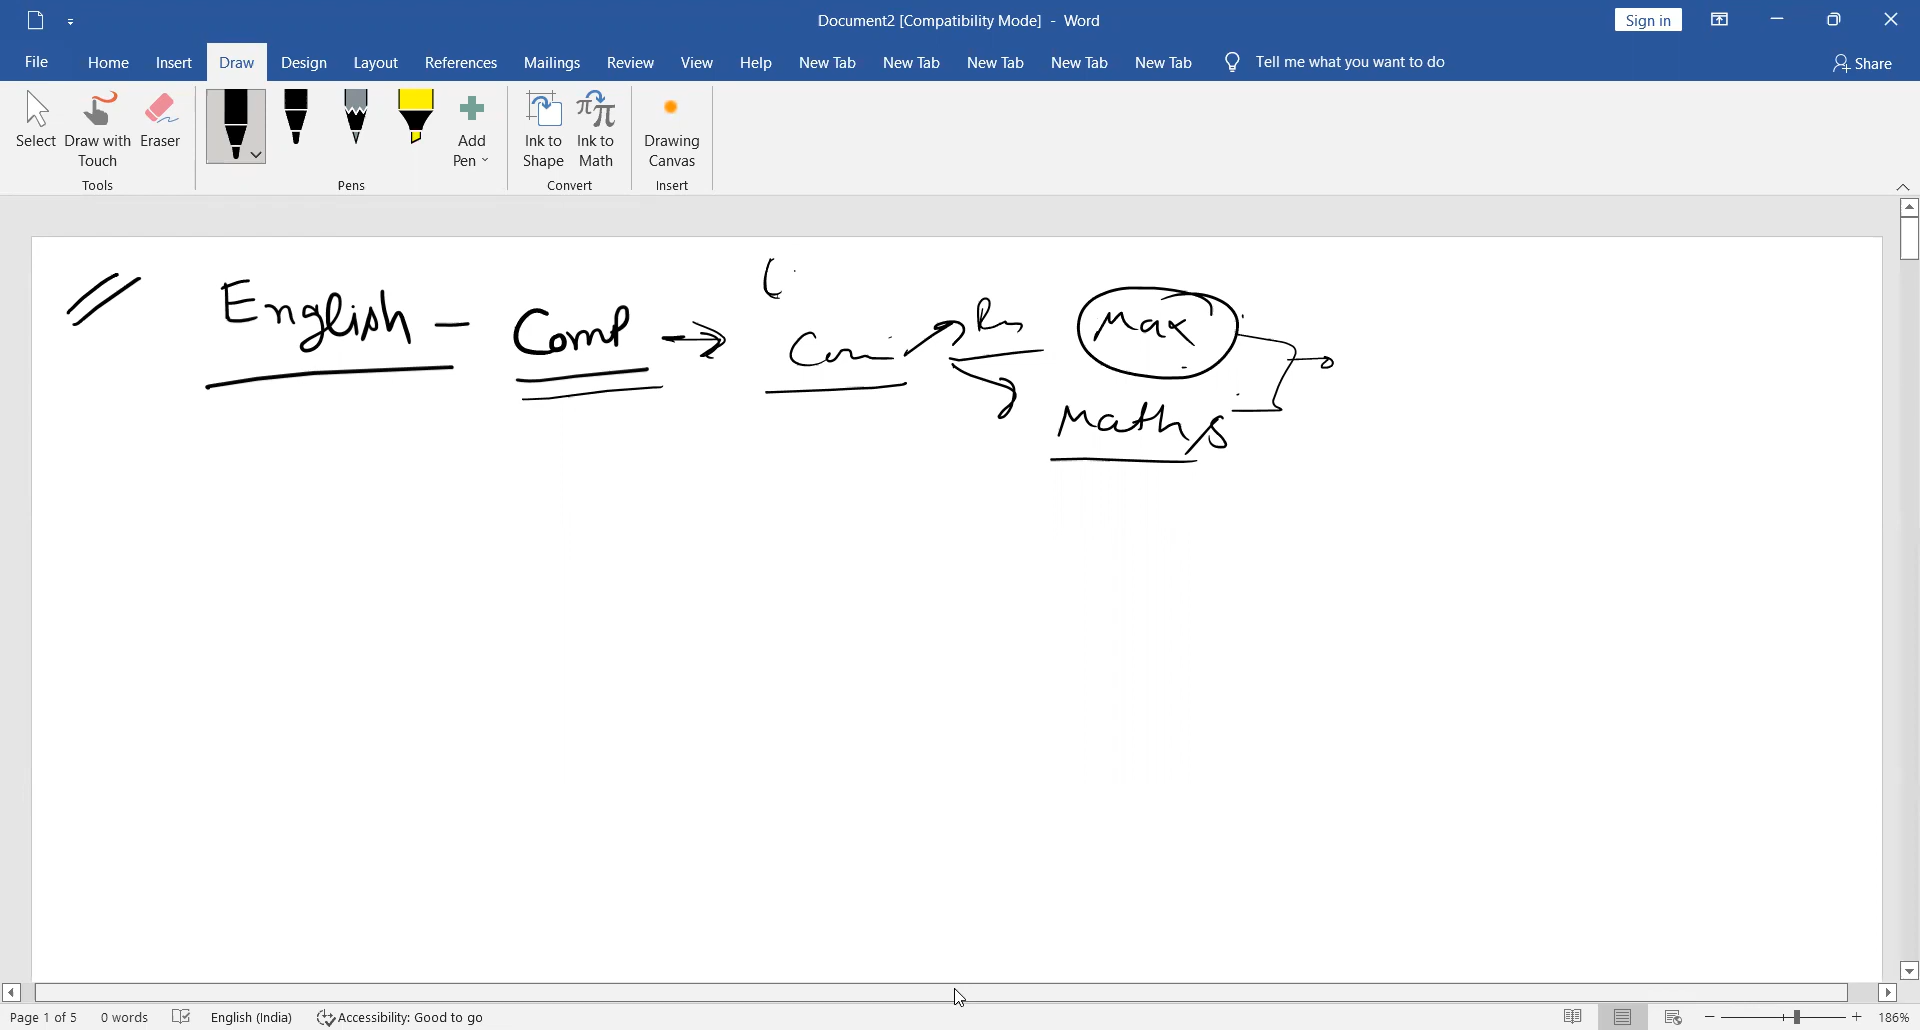 Document2 [Compatibility Mode] - Word
Sign in
File Home Insert Draw Design Layout References Mailings Review View Help New Tab New Tab New Tab New Tab New Tab Tell me what you want to do Share
Select Draw with Touch Eraser Add Pen Ink to Shape Ink to Math Drawing Canvas
Tools Pens Convert Insert
English - Comp → Max
Maths
Page 1 of 5 0 words English (India) Accessibility: Good to go 186%